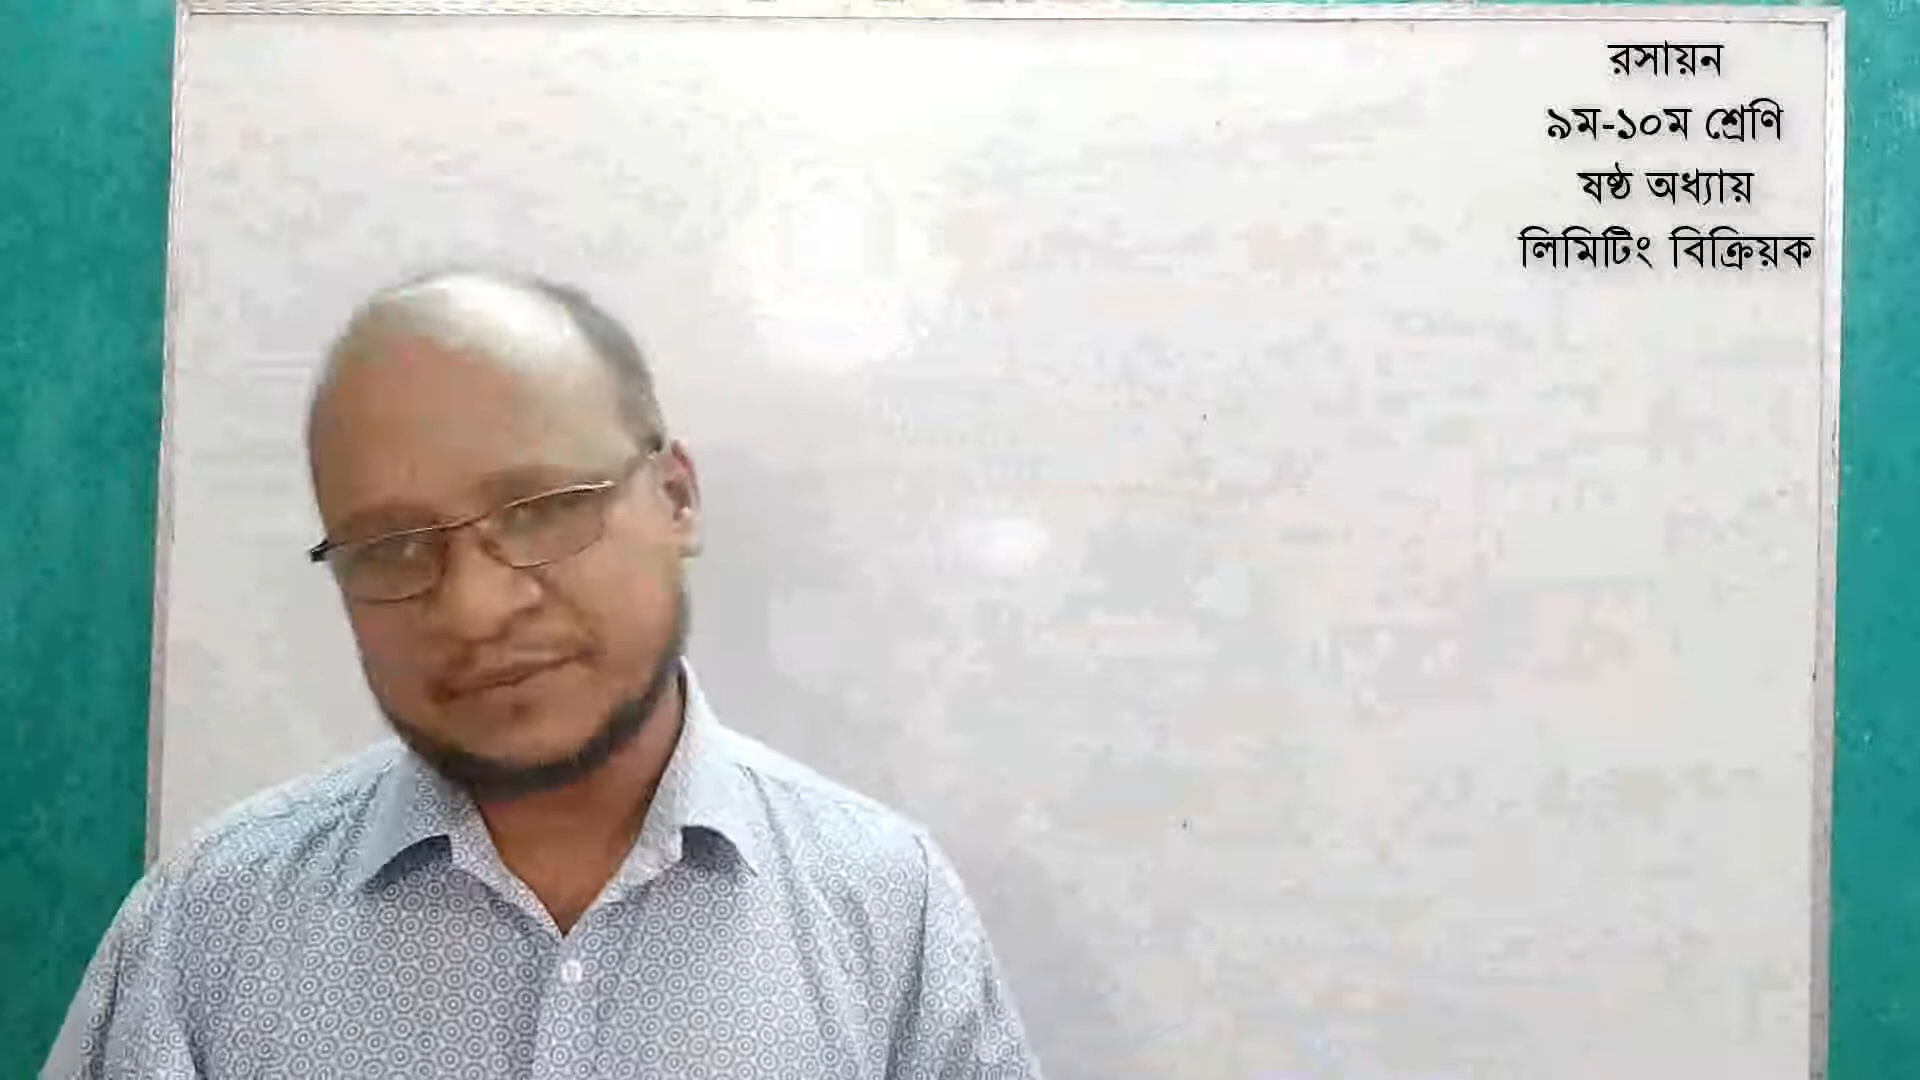 রসায়ন
৯ম-১০ম শ্রেণি
ষষ্ঠ অধ্যায়
লিমিটিং বিক্রিয়ক